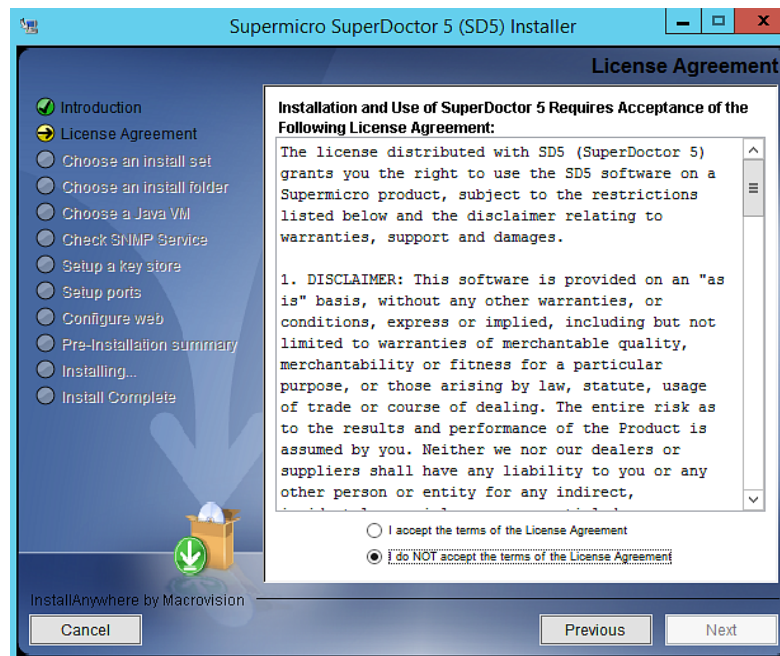 Supermicro SuperDoctor 5 (SD5) Installer
License Agreement
Introduction
License Agreement
Choose an install set
Choose an install folder
Choose a Java VM
Check SNMP Service
Setup a key store
Setup ports
Configure web
Pre-Installation summary
Installing...
Install Complete
Installation and Use of SuperDoctor 5 Requires Acceptance of the
Following License Agreement:
The license distributed with SD5 (SuperDoctor 5)
grants you the right to use the SD5 software on a
Supermicro product, subject to the restrictions
listed below and the disclaimer relating to
warranties, support and damages.
1. DISCLAIMER: This software is provided on an "as
is" basis, without any other warranties, or
conditions, express or implied, including but not
limited to warranties of merchantable quality,
merchantability or fitness for a particular
purpose, or those arising by law, statute, usage
of trade or course of dealing. The entire risk as
to the results and performance of the Product is
assumed by you. Neither we nor our dealers or
suppliers shall have any liability to you or any
other person or entity for any indirect,
I accept the terms of the License Agreement
I do NOT accept the terms of the License Agreement
InstallAnywhere by Macrovision
Cancel
Previous
Next